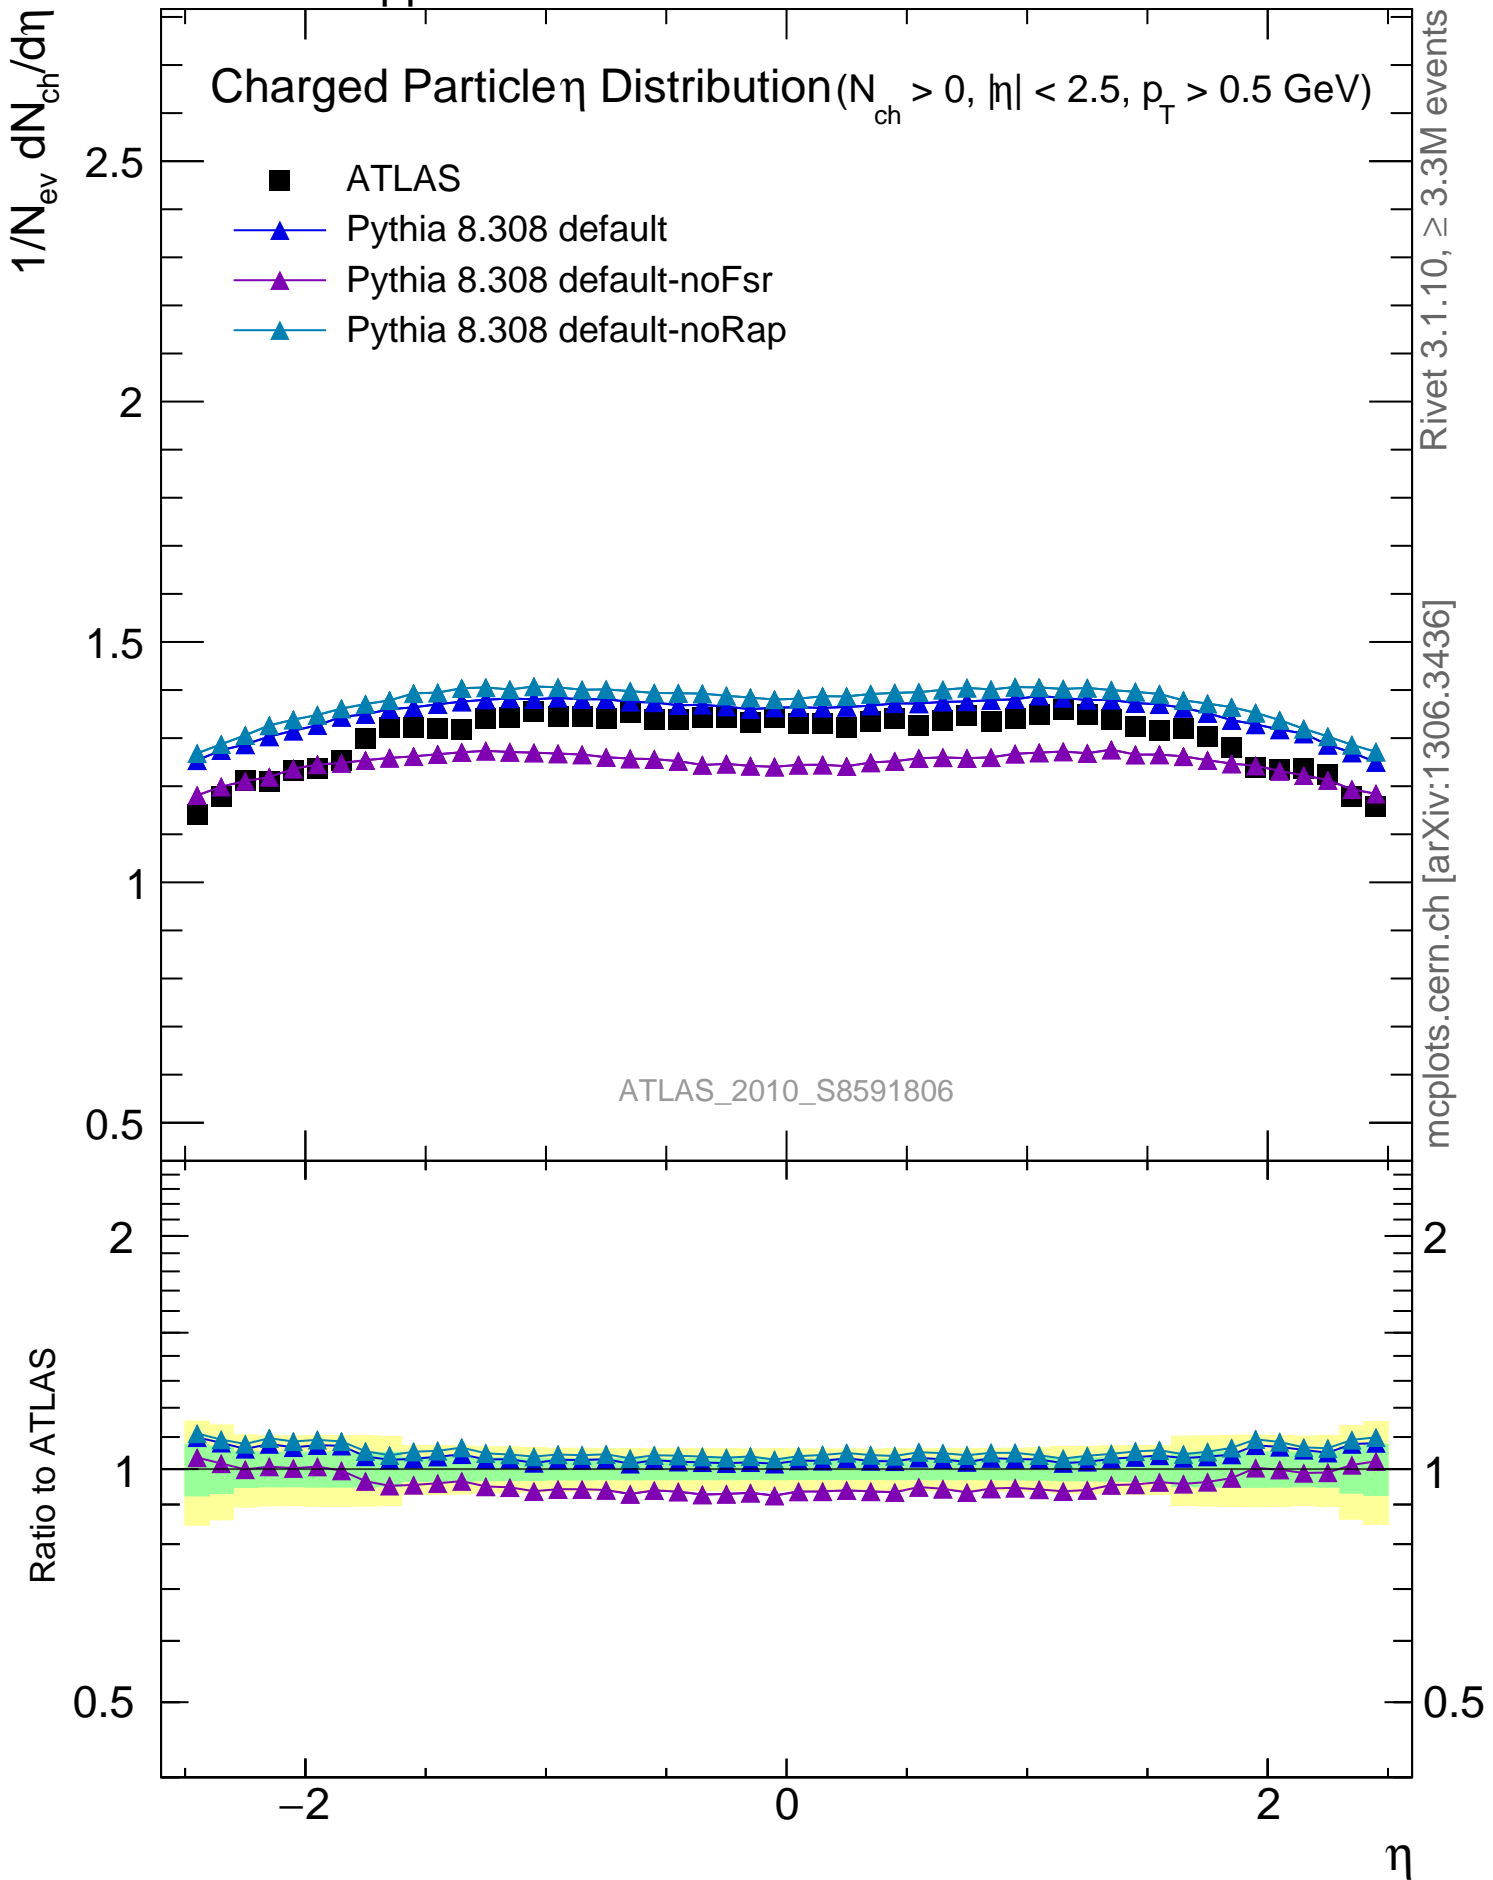 1/N_ev dN_ch/dη
Charged Particle η Distribution (N_ch > 0, |η| < 2.5, p_T > 0.5 GeV)
ATLAS
Pythia 8.308 default
Pythia 8.308 default-noFsr
Pythia 8.308 default-noRap
2.5
2
1.5
1
0.5
ATLAS_2010_S8591806
Rivet 3.1.10, ≥ 3.3M events
mcplots.cern.ch [arXiv:1306.3436]
Ratio to ATLAS
2
1
0.5
2
1
0.5
−2
0
2
η